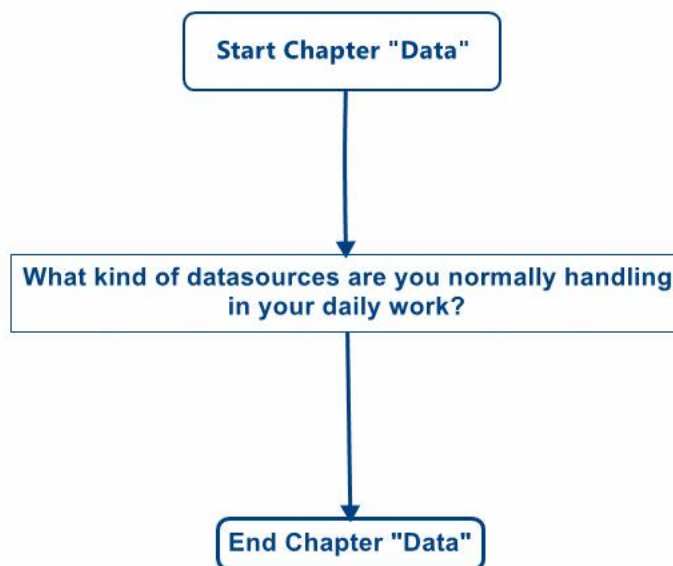 Start Chapter "Data"
What kind of datasources are you normally handling
in your daily work?
End Chapter "Data"